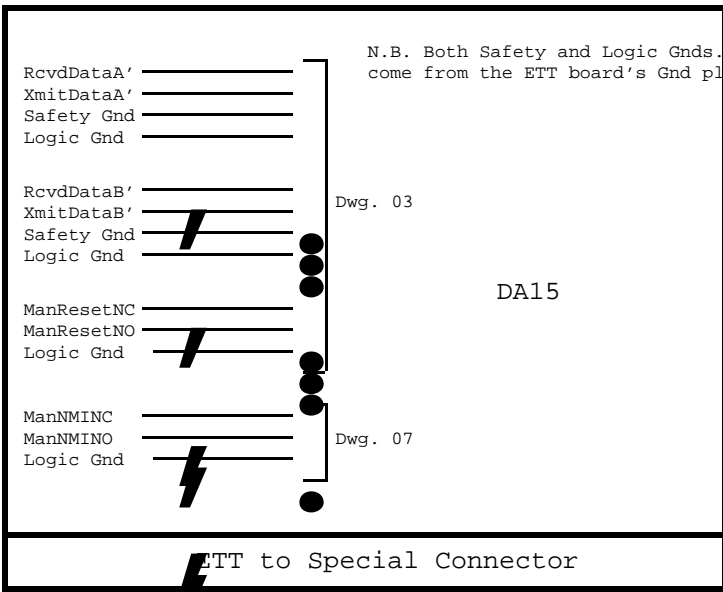 N.B. Both Safety and Logic Gnds.
come from the ETT board's Gnd pl
RcvdDataA'
XmitDataA'
Safety Gnd
Logic Gnd
RcvdDataB'
XmitDataB'
Safety Gnd
Logic Gnd
Dwg. 03
DA15
ManResetNC
ManResetNO
Logic Gnd
ManNMINC
ManNMINO
Logic Gnd
Dwg. 07
ETT to Special Connector